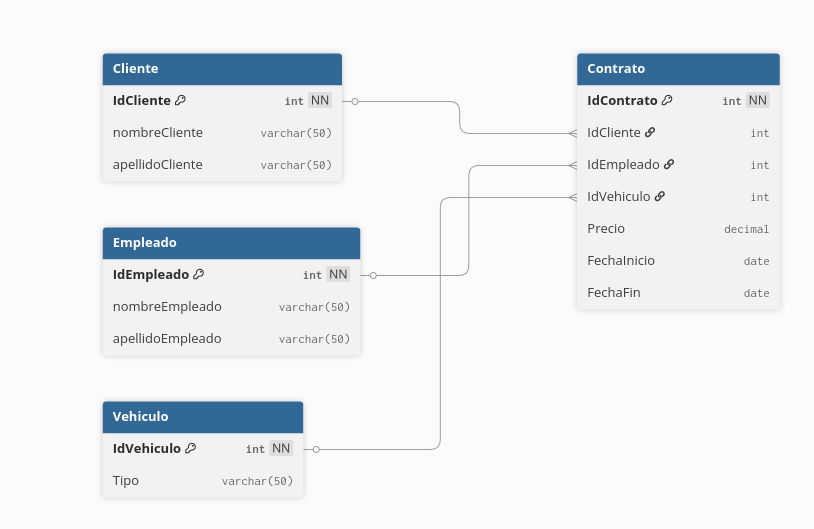 Cliente
IdCliente int NN
nombreCliente varchar(50)
apellidoCliente varchar(50)
Empleado
IdEmpleado int NN
nombreEmpleado varchar(50)
apellidoEmpleado varchar(50)
Vehiculo
IdVehiculo int NN
Tipo varchar(50)
Contrato
IdContrato int NN
IdCliente int
IdEmpleado int
IdVehiculo int
Precio decimal
FechaInicio date
FechaFin date